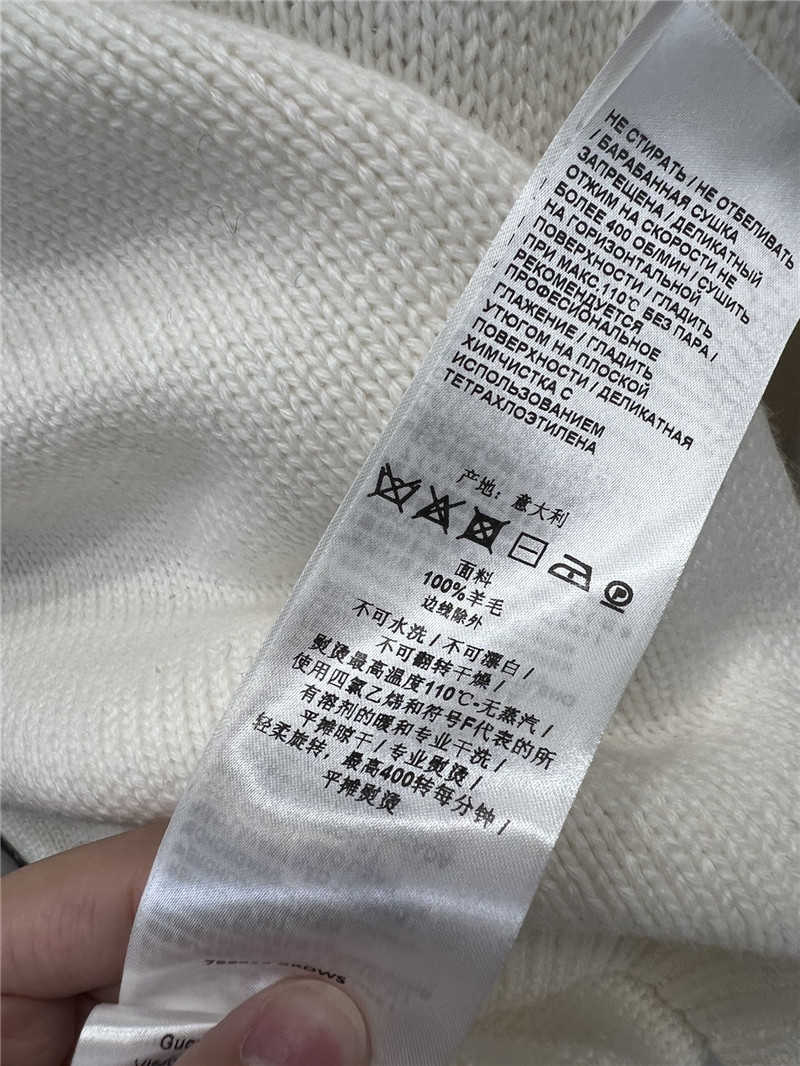 НЕ СТИРАТЬ / НЕ ОТБЕЛИВАТЬ
/ БАРАБАННАЯ СУШКА
ЗАПРЕЩЕНА / ДЕЛИКАТНЫЙ
ОТЖИМ НА СКОРОСТИ НЕ
БОЛЕЕ 400 ОБ/МИН / СУШИТЬ
НА ГОРИЗОНТАЛЬНОЙ
ПОВЕРХНОСТИ / ГЛАДИТЬ
ПРИ МАКС.110℃ БЕЗ ПАРА /
РЕКОМЕНДУЕТСЯ
ПРОФЕСИОНАЛЬНОЕ
ГЛАЖЕНИЕ / ГЛАДИТЬ
УТЮГОМ НА ПЛОСКОЙ
ПОВЕРХНОСТИ / ДЕЛИКАТНАЯ
ХИМЧИСТКА С
ИСПОЛЬЗОВАНИЕМ
ТЕТРАХЛОЭТИЛЕНА
产地：意大利
P
面料
100%羊毛
边线除外
不可水洗 / 不可漂白 /
不可翻转干燥 /
熨烫最高温度110℃-无蒸汽 /
使用四氯乙烯和符号F代表的所
有溶剂的缓和专业干洗 /
平摊晾干 / 专业熨烫 /
轻柔旋转，最高400转每分钟 /
平摊熨烫